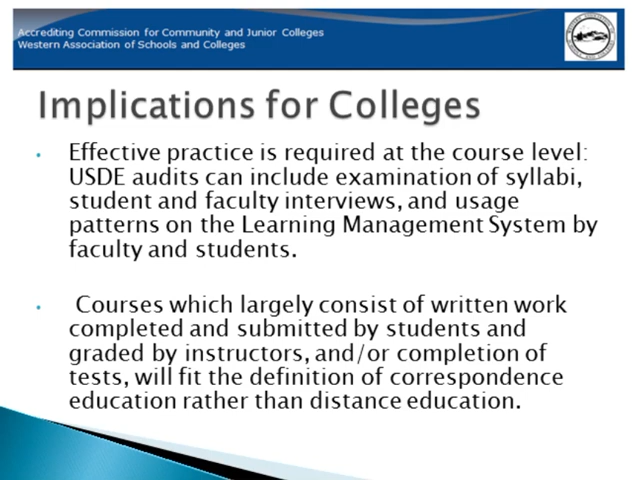 Accrediting Commission for Community and Junior Colleges
Western Association of Schools and Colleges
Implications for Colleges
• Effective practice is required at the course level:
USDE audits can include examination of syllabi,
student and faculty interviews, and usage
patterns on the Learning Management System by
faculty and students.
• Courses which largely consist of written work
completed and submitted by students and
graded by instructors, and/or completion of
tests, will fit the definition of correspondence
education rather than distance education.